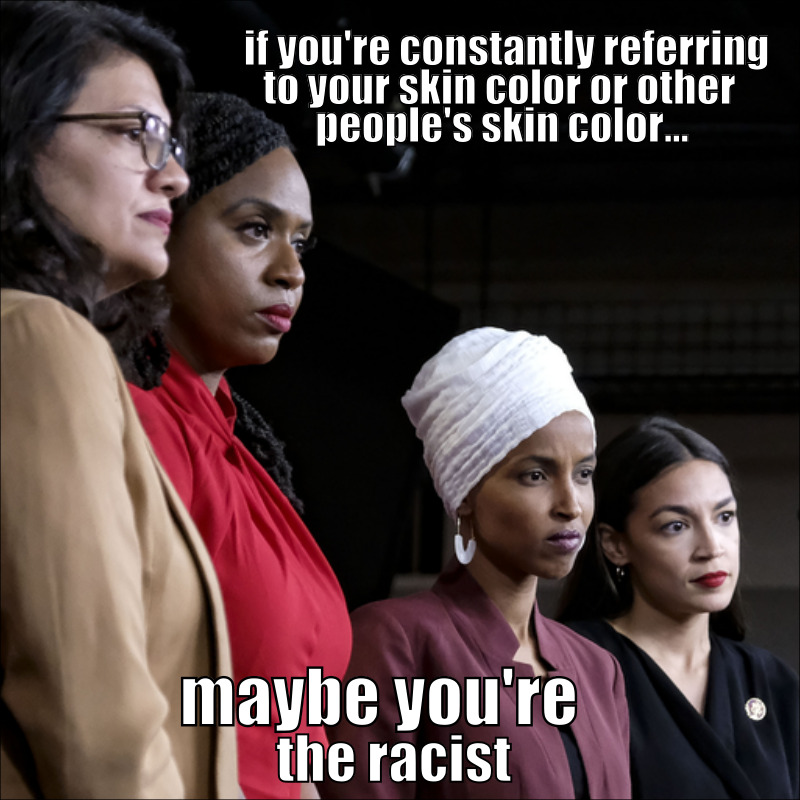 if you're constantly referring
to your skin color or other
people's skin color...
maybe you're
the racist